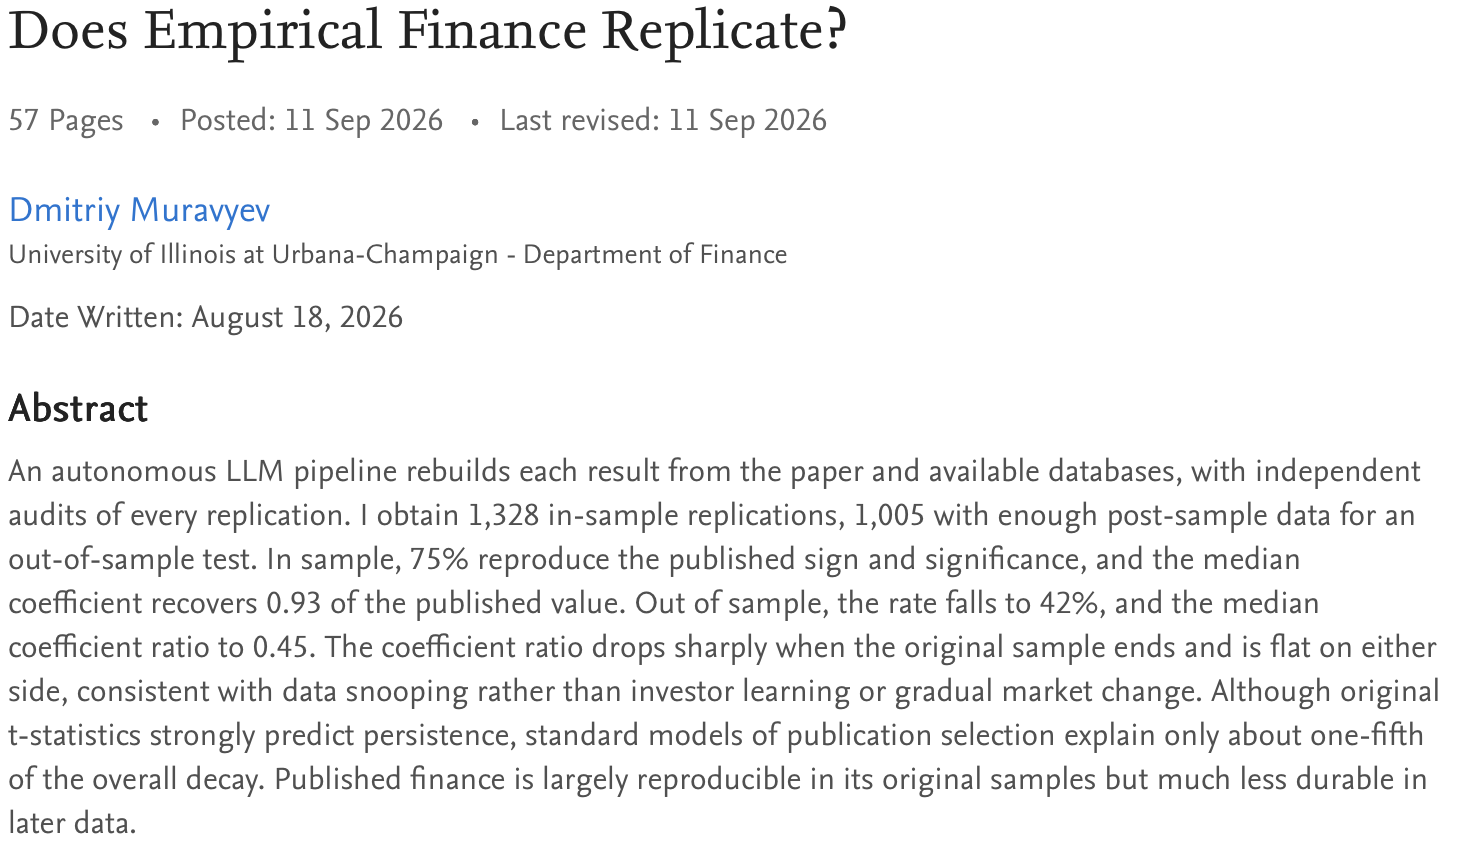 Does Empirical Finance Replicate?
57 Pages • Posted: 11 Sep 2026 • Last revised: 11 Sep 2026
Dmitriy Muravyev
University of Illinois at Urbana-Champaign - Department of Finance
Date Written: August 18, 2026
Abstract
An autonomous LLM pipeline rebuilds each result from the paper and available databases, with independent
audits of every replication. I obtain 1,328 in-sample replications, 1,005 with enough post-sample data for an
out-of-sample test. In sample, 75% reproduce the published sign and significance, and the median
coefficient recovers 0.93 of the published value. Out of sample, the rate falls to 42%, and the median
coefficient ratio to 0.45. The coefficient ratio drops sharply when the original sample ends and is flat on either
side, consistent with data snooping rather than investor learning or gradual market change. Although original
t-statistics strongly predict persistence, standard models of publication selection explain only about one-fifth
of the overall decay. Published finance is largely reproducible in its original samples but much less durable in
later data.